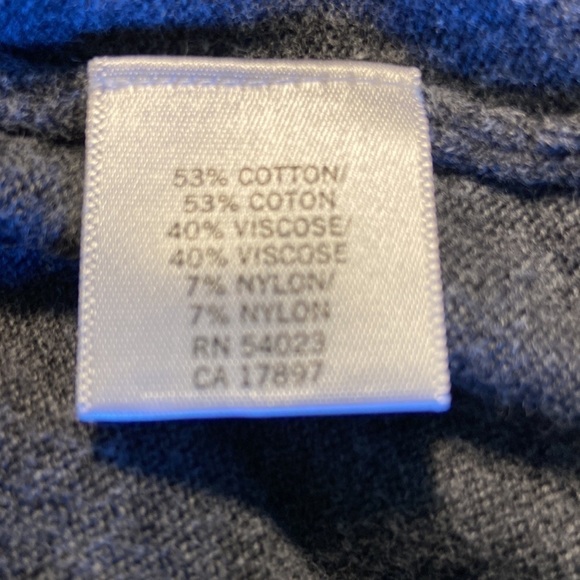 53% COTTON/
53% COTON
40% VISCOSE/
40% VISCOSE
7% NYLON/
7% NYLON
RN 54023
CA 17897